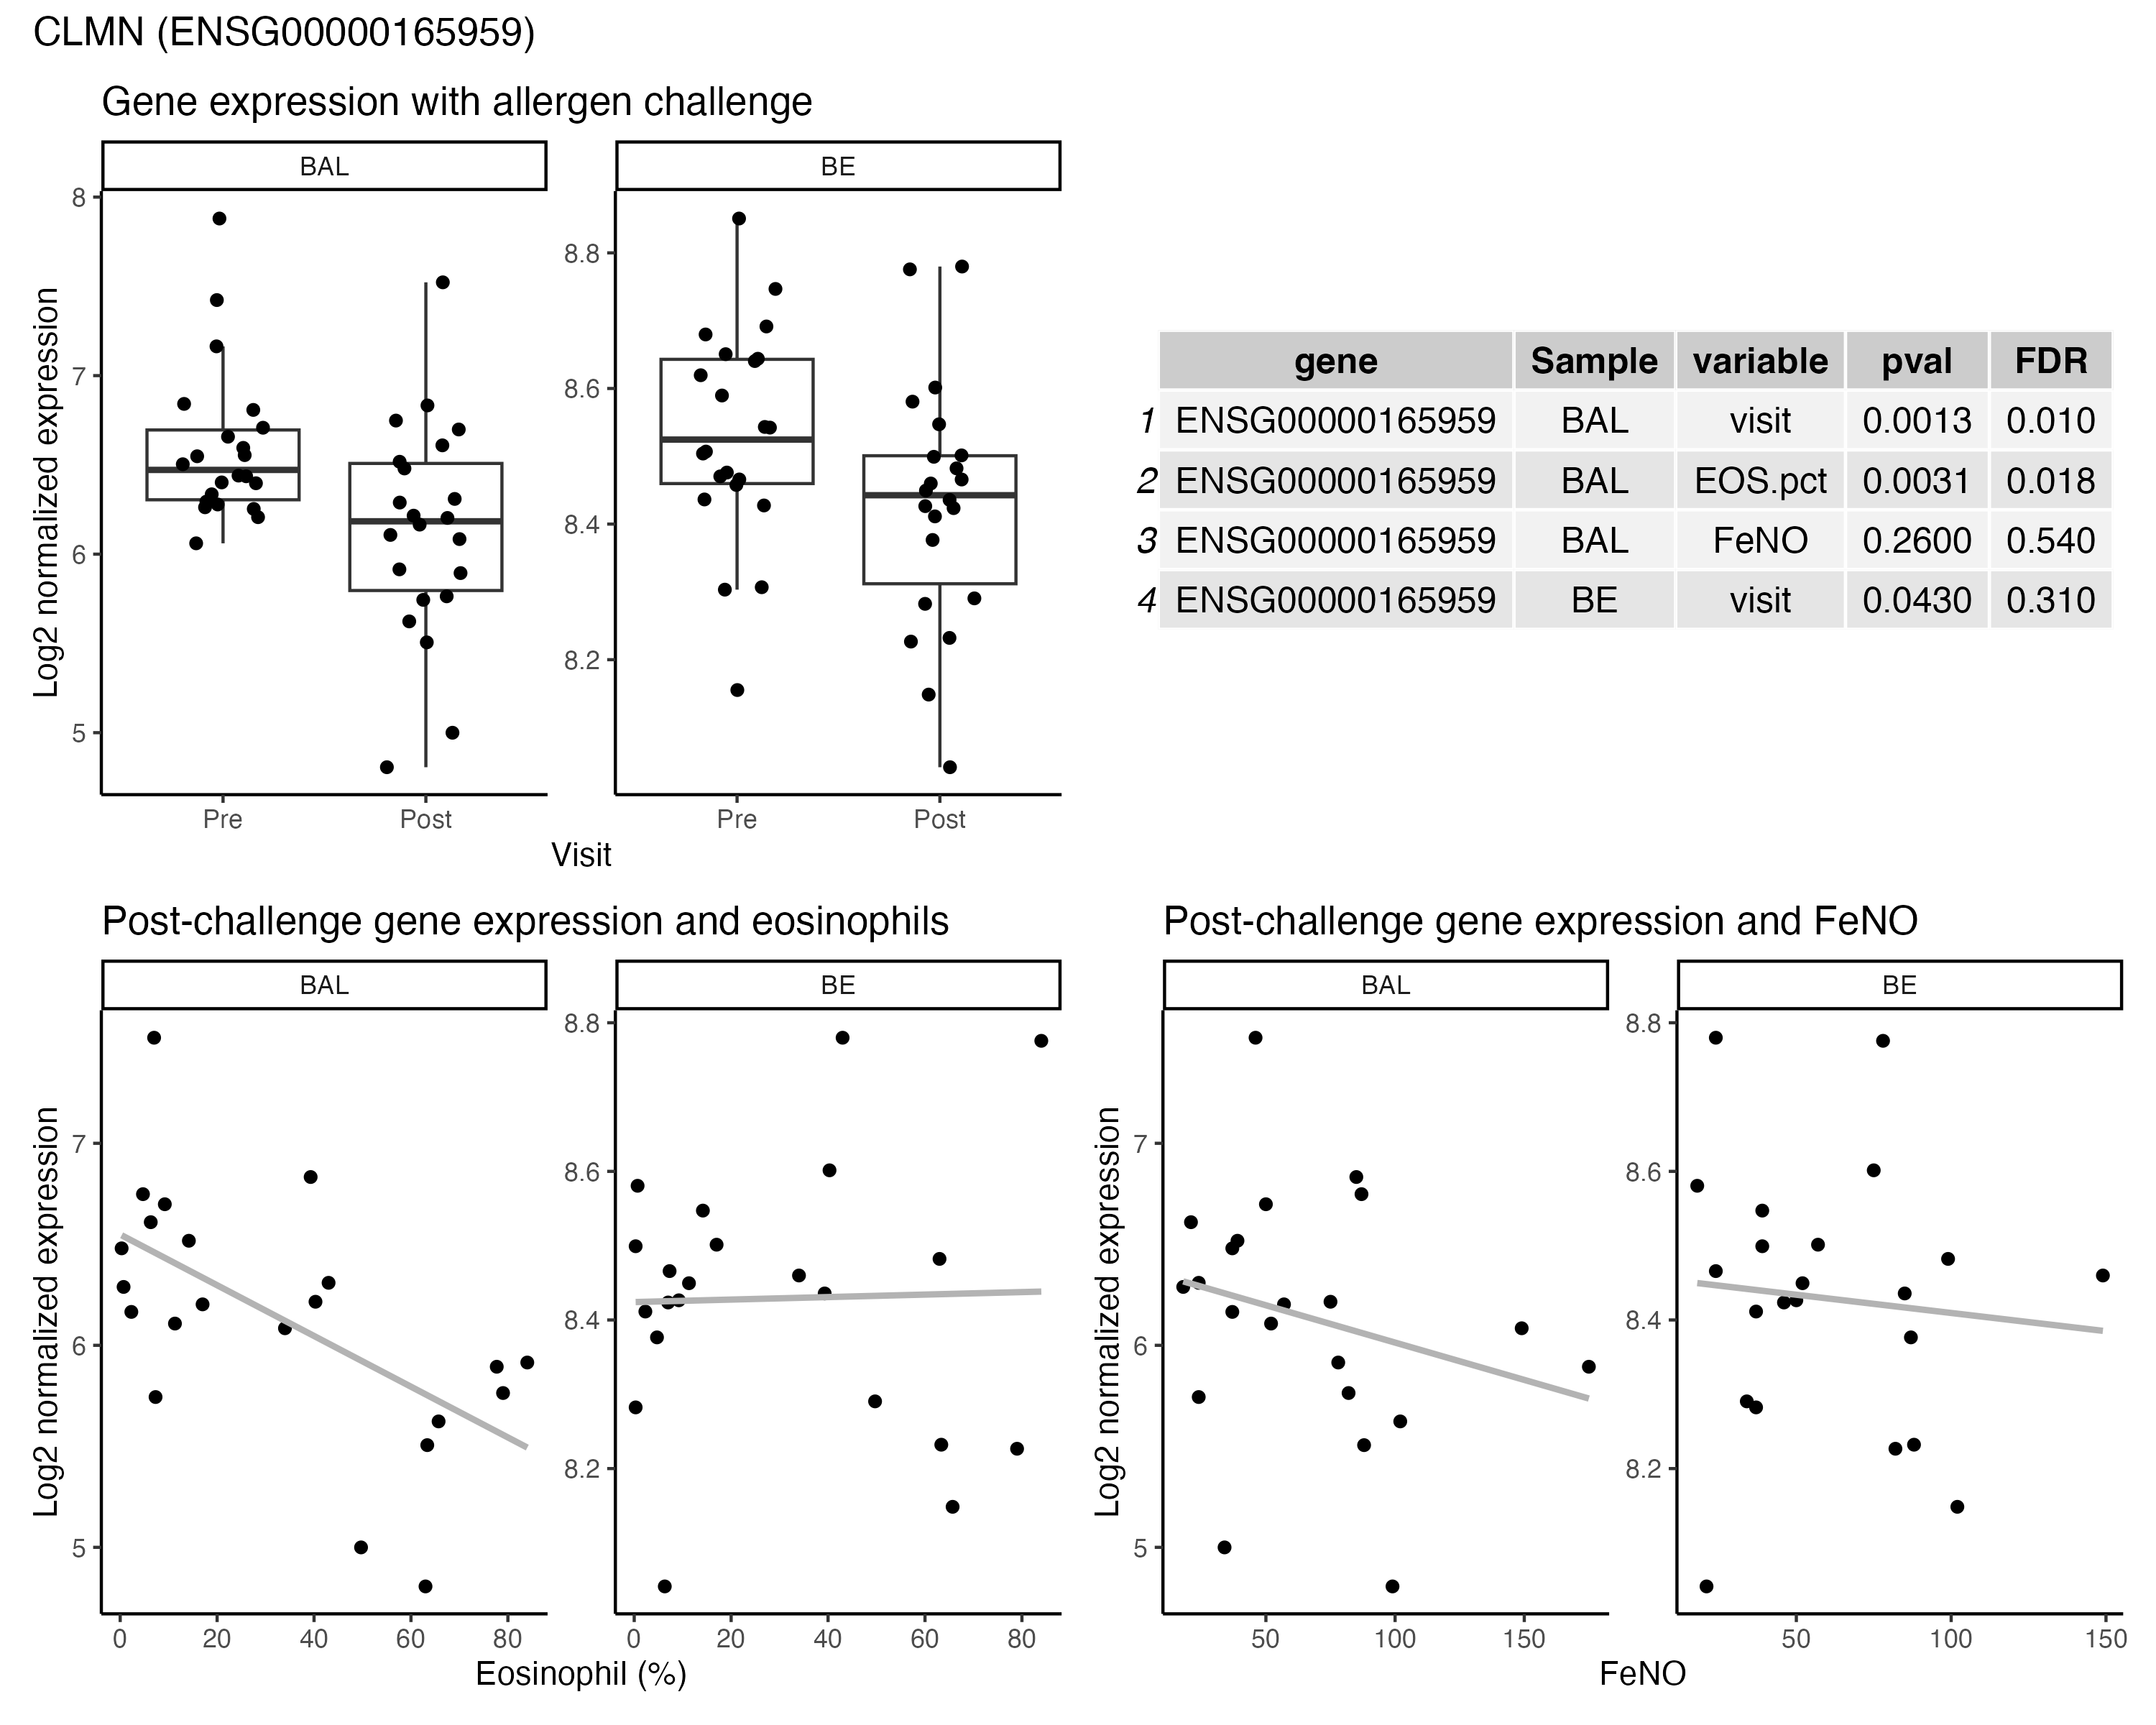 CLMN (ENSG00000165959)
Gene expression with allergen challenge
BAL BE
Log2 normalized expression
8
7
6
5
8.8
8.6
8.4
8.2
Pre Post Pre Post
Visit
gene Sample variable pval FDR
1 ENSG00000165959 BAL visit 0.0013 0.010
2 ENSG00000165959 BAL EOS.pct 0.0031 0.018
3 ENSG00000165959 BAL FeNO 0.2600 0.540
4 ENSG00000165959 BE visit 0.0430 0.310
Post-challenge gene expression and eosinophils
BAL BE
Log2 normalized expression
7
6
5
8.8
8.6
8.4
8.2
0 20 40 60 80 0 20 40 60 80
Eosinophil (%)
Post-challenge gene expression and FeNO
BAL BE
Log2 normalized expression
7
6
5
8.8
8.6
8.4
8.2
50 100 150 50 100 150
FeNO